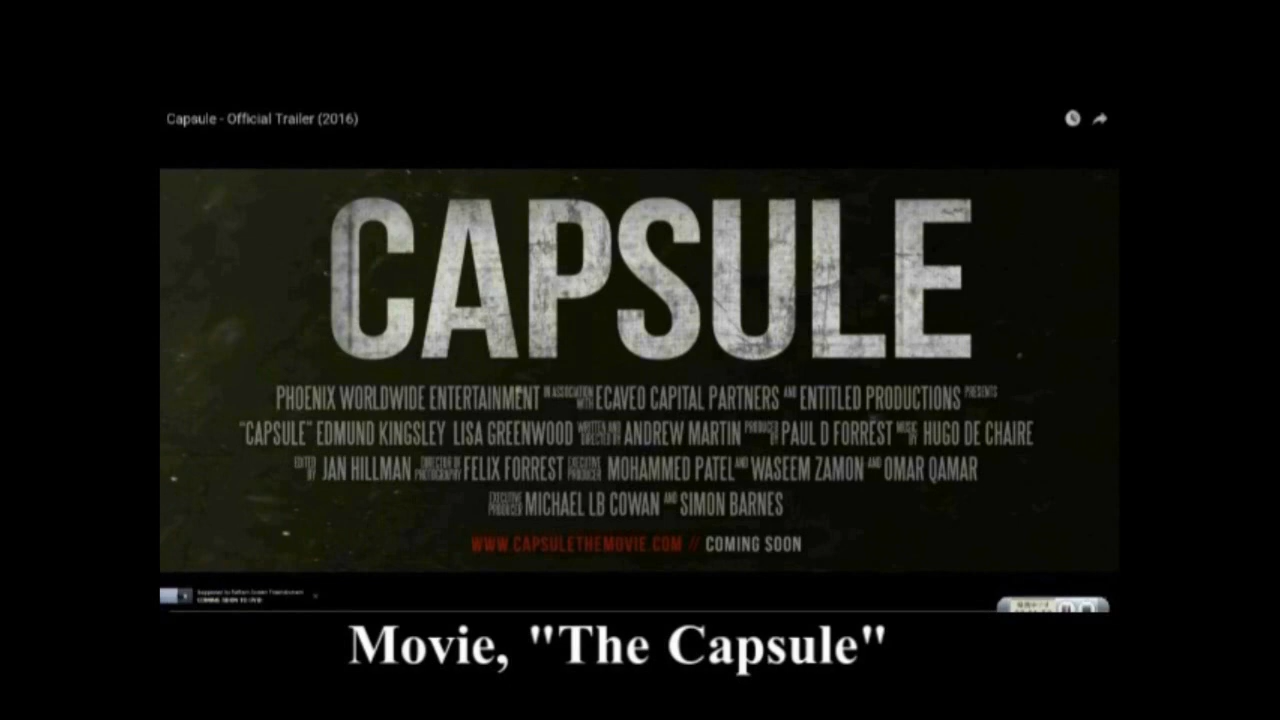 Capsule - Official Trailer (2016)
CAPSULE
PHOENIX WORLDWIDE ENTERTAINMENT IN ASSOCIATION WITH ECAVEO CAPITAL PARTNERS AND ENTITLED PRODUCTIONS PRESENTS
"CAPSULE" EDMUND KINGSLEY LISA GREENWOOD WRITTEN AND DIRECTED BY ANDREW MARTIN PRODUCED BY PAUL D FORREST MUSIC BY HUGO DE CHAIRE
EDITED BY JAN HILLMAN DIRECTOR OF PHOTOGRAPHY FELIX FORREST EXECUTIVE PRODUCER MOHAMMED PATEL AND WASEEM ZAMON AND OMAR QAMAR
EXECUTIVE PRODUCER MICHAEL LB COWAN AND SIMON BARNES
WWW.CAPSULETHEMOVIE.COM // COMING SOON
Movie, "The Capsule"